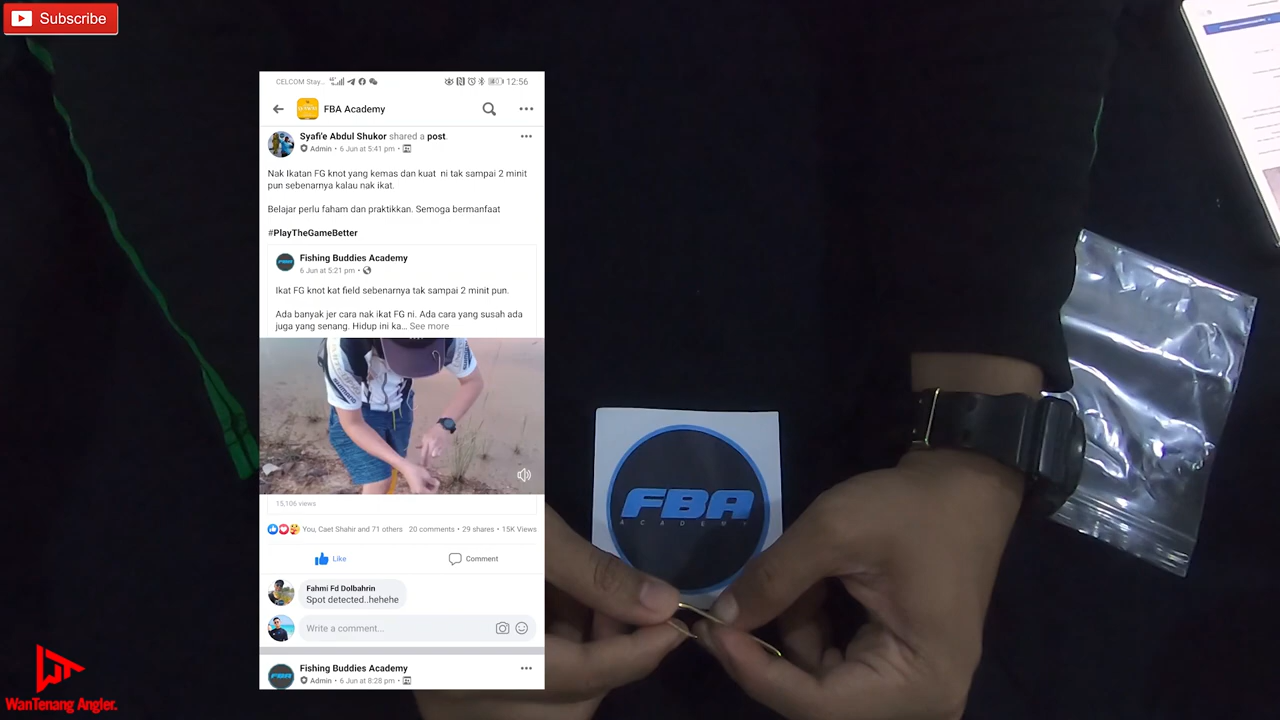 Subscribe
CELCOM Stay...
12:56
FBA Academy
Syafi'e Abdul Shukor shared a post.
Admin • 6 Jun at 5:41 pm •
Nak Ikatan FG knot yang kemas dan kuat ni tak sampai 2 minit
pun sebenarnya kalau nak ikat.
Belajar perlu faham dan praktikkan. Semoga bermanfaat
#PlayTheGameBetter
Fishing Buddies Academy
6 Jun at 5:21 pm •
Ikat FG knot kat field sebenarnya tak sampai 2 minit pun.
Ada banyak jer cara nak ikat FG ni. Ada cara yang susah ada
juga yang senang. Hidup ini ka... See more
15,106 views
You, Caet Shahir and 71 others 20 comments • 29 shares • 15K Views
Like
Comment
Fahmi Fd Dolbahrin
Spot detected..hehehe
Write a comment...
Fishing Buddies Academy
Admin • 6 Jun at 8:28 pm •
FBA
ACADEMY
WanTenang Angler.